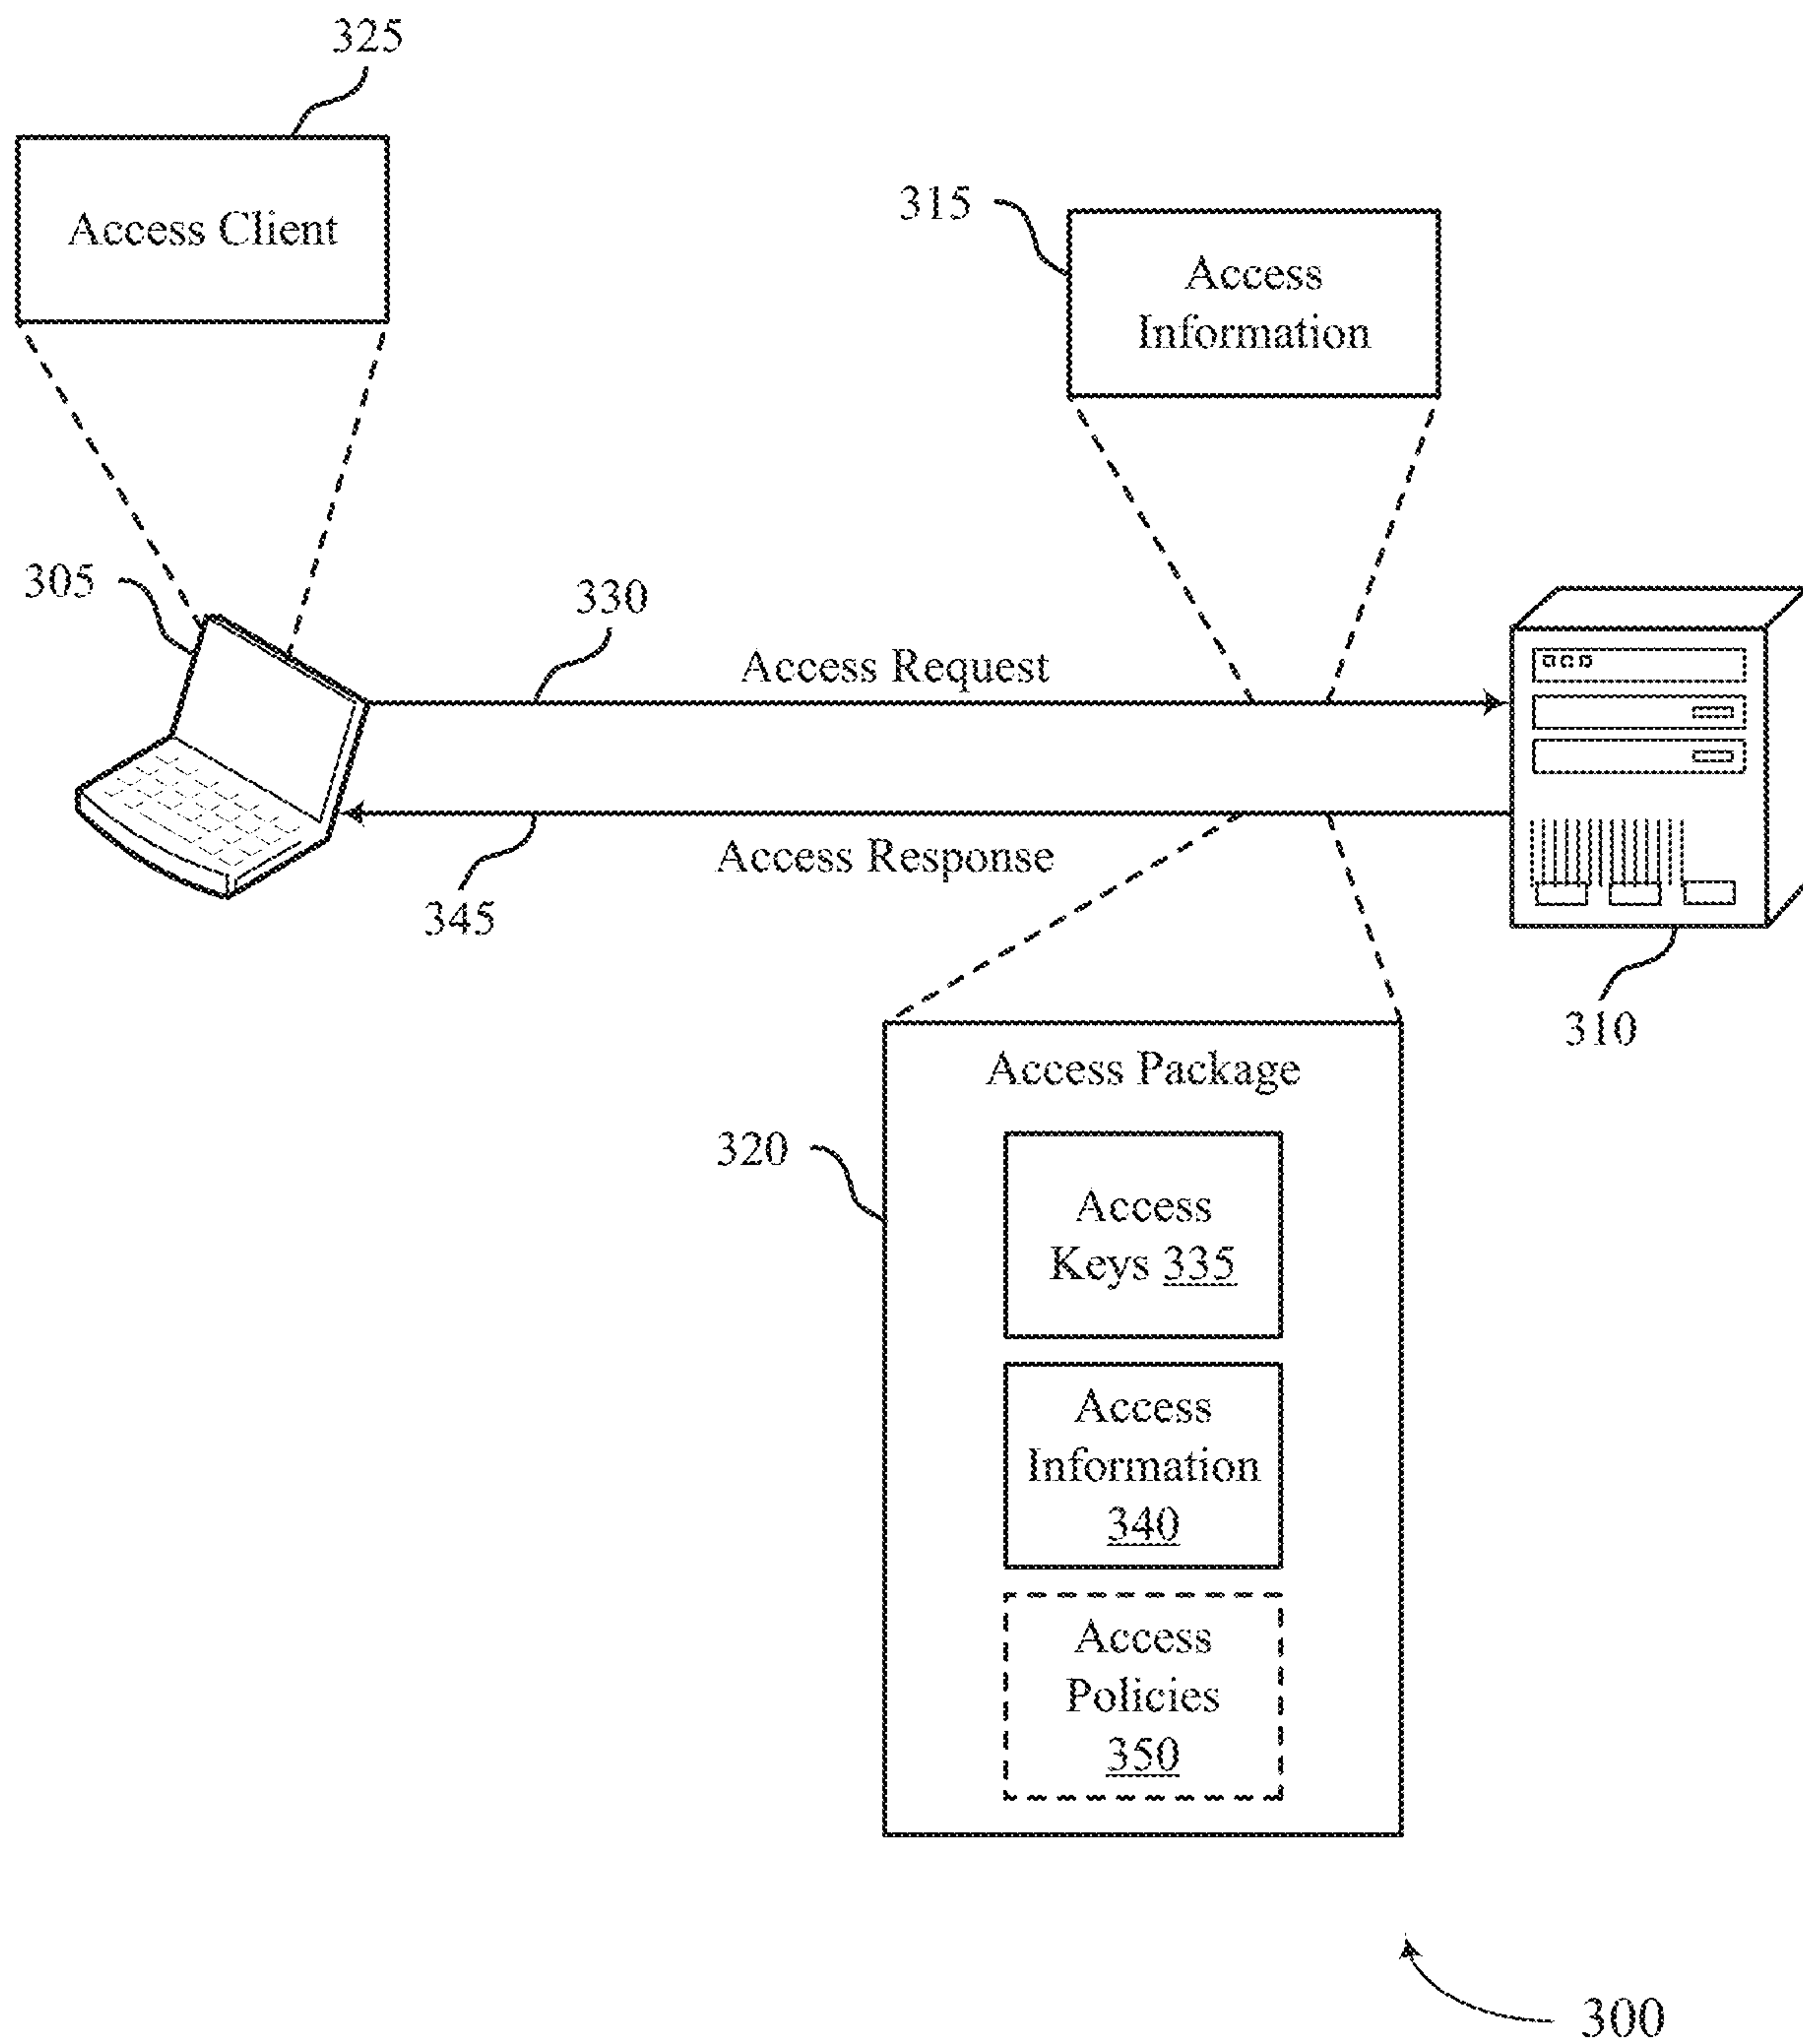 325
Access Client
315
Access
Information
305
330
Access Request
Access Response
345
310
Access Package
320
Access
Keys 335
Access
Information
340
Access
Policies
350
300